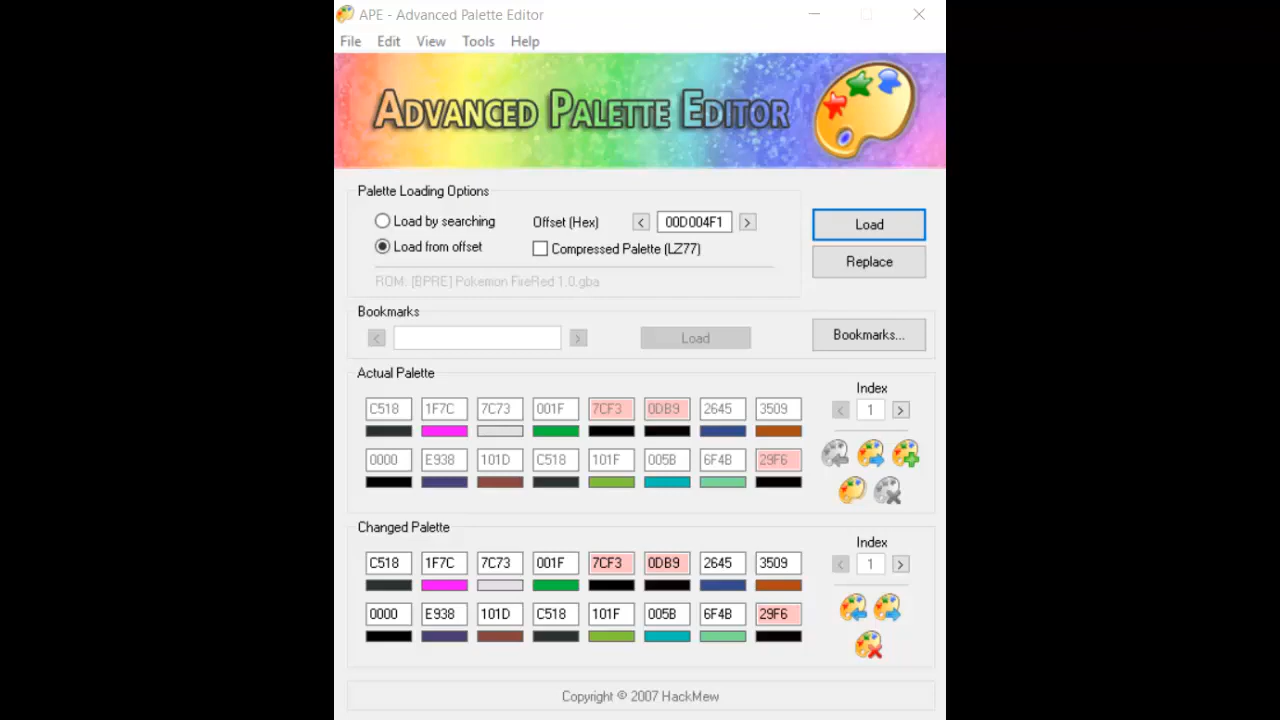 APE - Advanced Palette Editor
File Edit View Tools Help
ADVANCED PALETTE EDITOR
Palette Loading Options
Load by searching Offset (Hex) < 00D004F1 > Load
Load from offset Compressed Palette (LZ77) Replace
ROM: [BPRE] Pokemon FireRed 1.0.gba
Bookmarks
< > Load Bookmarks...
Actual Palette
Index
C518 1F7C 7C73 001F 7CF3 0DB9 2645 3509 < 1 >
0000 E938 101D C518 101F 005B 6F4B 29F6
Changed Palette
Index
C518 1F7C 7C73 001F 7CF3 0DB9 2645 3509 < 1 >
0000 E938 101D C518 101F 005B 6F4B 29F6
Copyright © 2007 HackMew